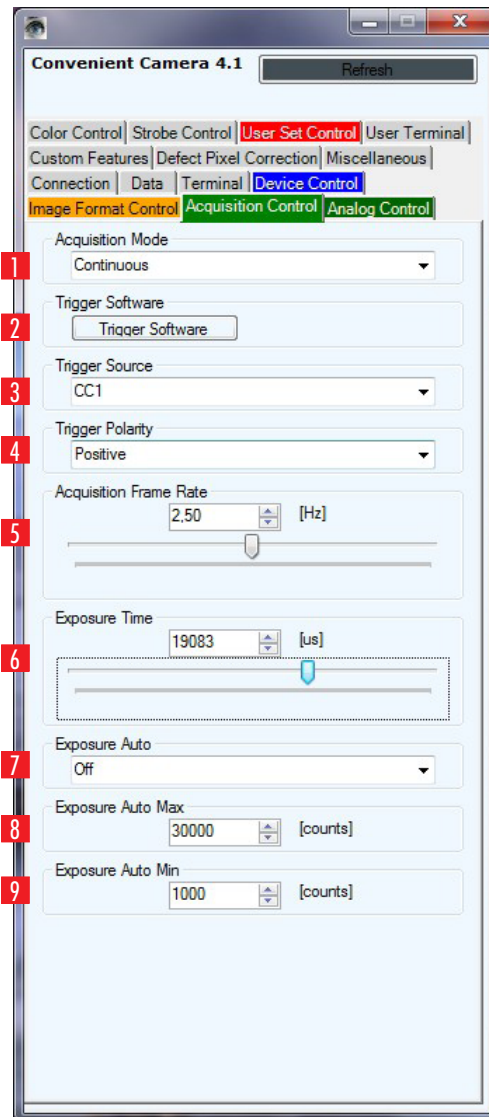 Convenient Camera 4.1 Refresh
Color Control Strobe Control User Set Control User Terminal
Custom Features Defect Pixel Correction Miscellaneous
Connection Data Terminal Device Control
Image Format Control Acquisition Control Analog Control
Acquisition Mode
1 Continuous
Trigger Software
2 Trigger Software
Trigger Source
3 CC1
Trigger Polarity
4 Positive
Acquisition Frame Rate
2,50 [Hz]
5
Exposure Time
19083 [us]
6
Exposure Auto
7 Off
Exposure Auto Max
8 30000 [counts]
Exposure Auto Min
9 1000 [counts]